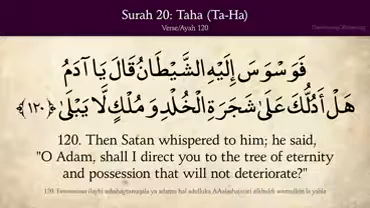 Surah 20: Taha (Ta-Ha)
Verse/Ayah 120
فَوَسْوَسَ إِلَيْهِ الشَّيْطَانُ قَالَ يَا آدَمُ
هَلْ أَدُلُّكَ عَلَىٰ شَجَرَةِ الْخُلْدِ وَمُلْكٍ لَّا يَبْلَىٰ ﴿١٢٠﴾
120. Then Satan whispered to him; he said,
"O Adam, shall I direct you to the tree of eternity
and possession that will not deteriorate?"